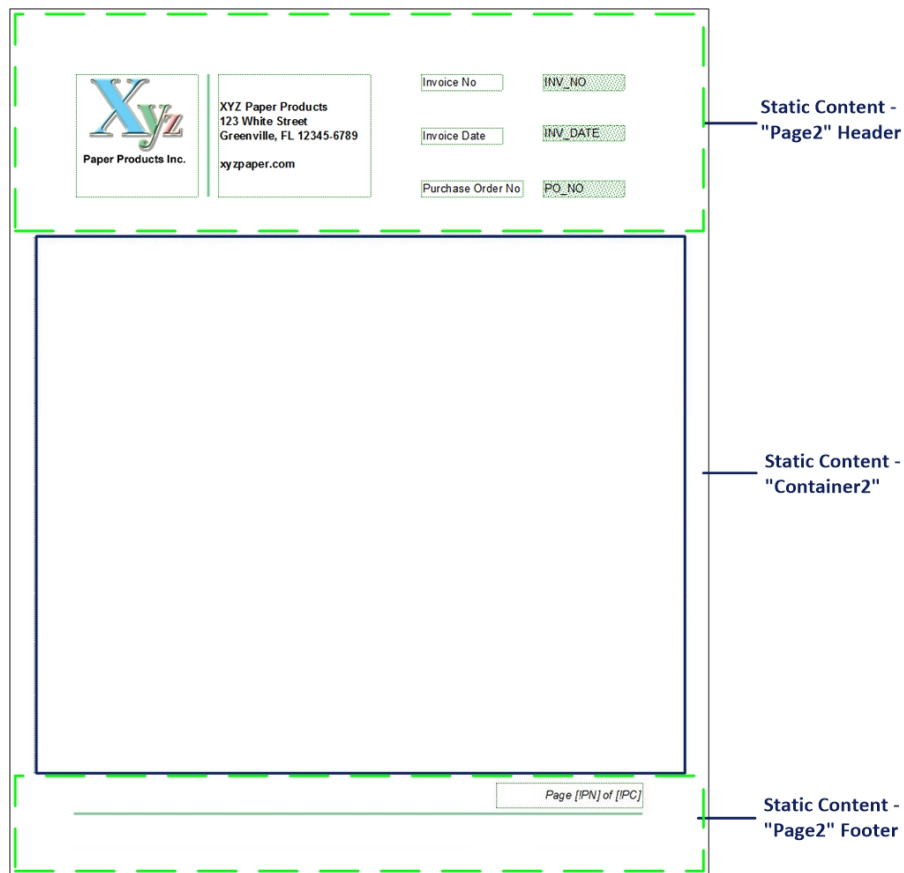 Invoice No
INV_NO
Static Content -
"Page2" Header
Xyz
Paper Products Inc.
XYZ Paper Products
123 White Street
Greenville, FL 12345-6789
xyzpaper.com
Invoice Date
INV_DATE
Purchase Order No
PO_NO
Static Content -
"Container2"
Page [!PN] of [!PC]
Static Content -
"Page2" Footer